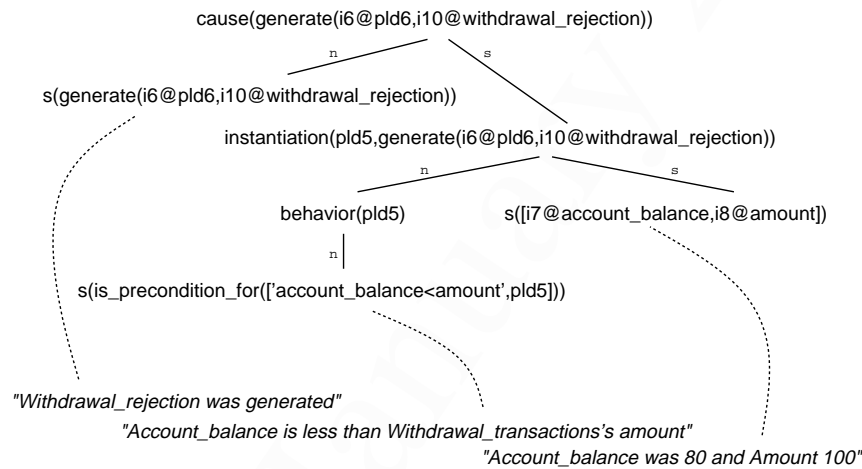 cause(generate(i6@pld6,i10@withdrawal_rejection))
n
s
s(generate(i6@pld6,i10@withdrawal_rejection))
instantiation(pld5,generate(i6@pld6,i10@withdrawal_rejection))
n
s
behavior(pld5)
s([i7@account_balance,i8@amount])
n
s(is_precondition_for(['account_balance<amount',pld5]))
"Withdrawal_rejection was generated"
"Account_balance is less than Withdrawal_transactions's amount"
"Account_balance was 80 and Amount 100"